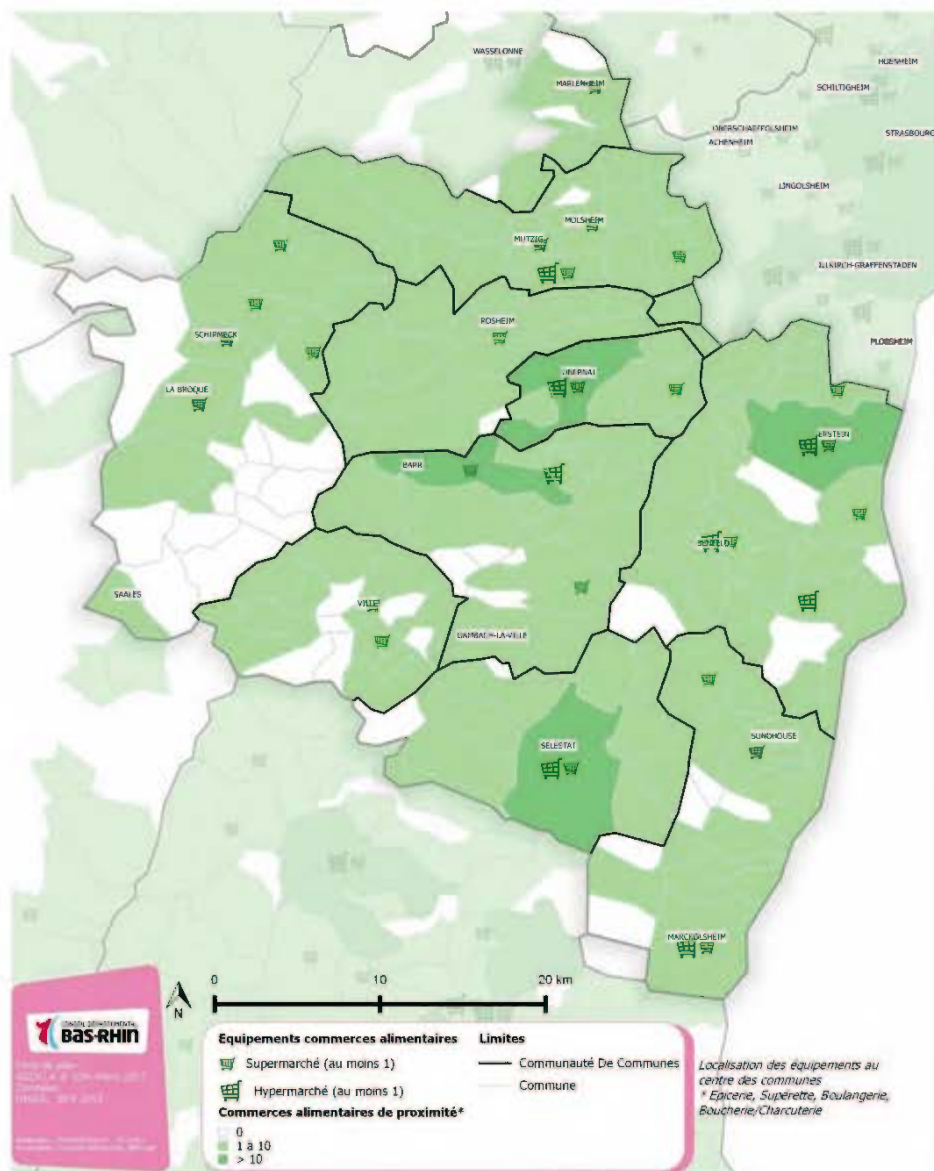 WASSELONNE
MARLENHEIM
HOENHEIM
SCHILTIGHEIM
OBERSCHAEFFOLSHEIM
ACHENHEIM
STRASBOURG
LINGOLSHEIM
MOLSHEIM
MUTZIG
ILLKIRCH-GRAFFENSTADEN
ROSHEIM
SCHIRMECK
PLOBSHEIM
OBERNAI
LA BROQUE
ERSTEIN
BARR
BENFELD
SAALES
VILLE
DAMBACH-LA-VILLE
SUNDHOUSE
SELESTAT
MARCKOLSHEIM
0 10 20 km
N
BAS-RHIN
Equipements commerces alimentaires
Supermarché (au moins 1)
Hypermarché (au moins 1)
Commerces alimentaires de proximité*
0
1 à 10
> 10
Limites
Communauté De Communes
Commune
Localisation des équipements au
centre des communes
* Epicerie, Supérette, Boulangerie,
Boucherie/Charcuterie